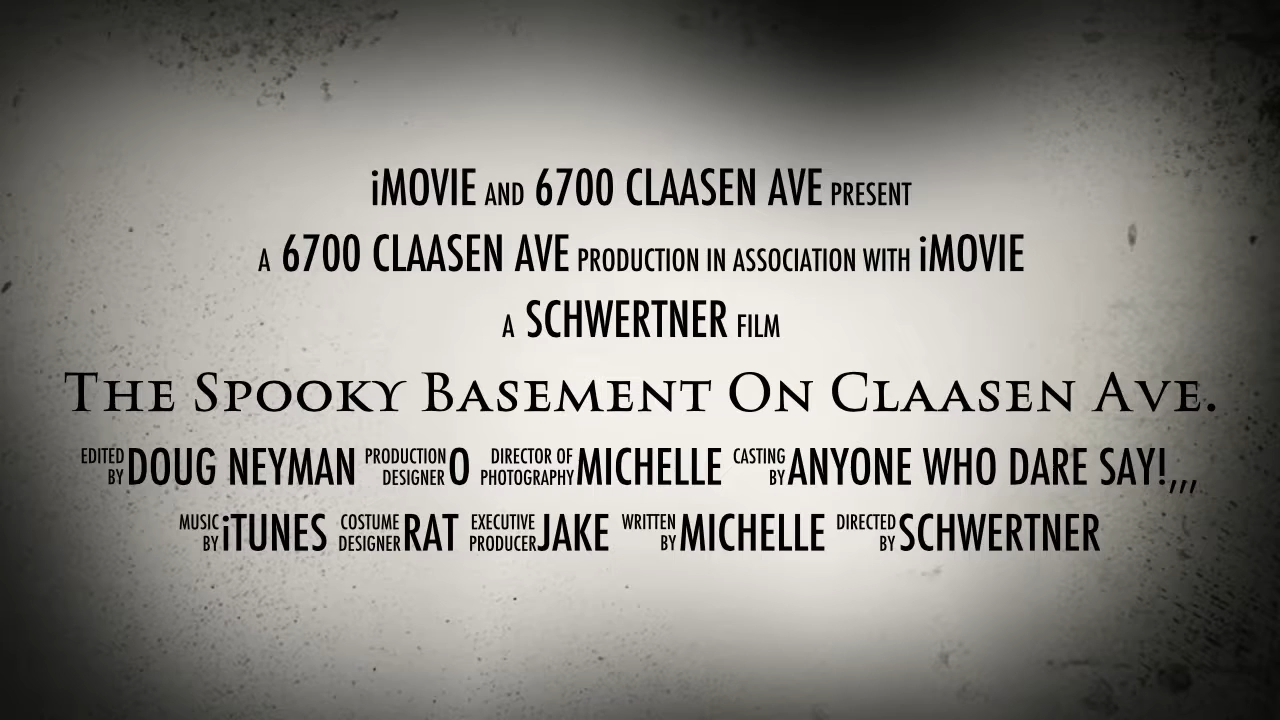 iMOVIE AND 6700 CLAASEN AVE PRESENT
A 6700 CLAASEN AVE PRODUCTION IN ASSOCIATION WITH iMOVIE
A SCHWERTNER FILM
The Spooky Basement On Claasen Ave.
EDITED BY DOUG NEYMAN PRODUCTION DESIGNER O DIRECTOR OF PHOTOGRAPHY MICHELLE CASTING BY ANYONE WHO DARE SAY!,,,
MUSIC BY iTUNES COSTUME DESIGNER RAT EXECUTIVE PRODUCER JAKE WRITTEN BY MICHELLE DIRECTED BY SCHWERTNER